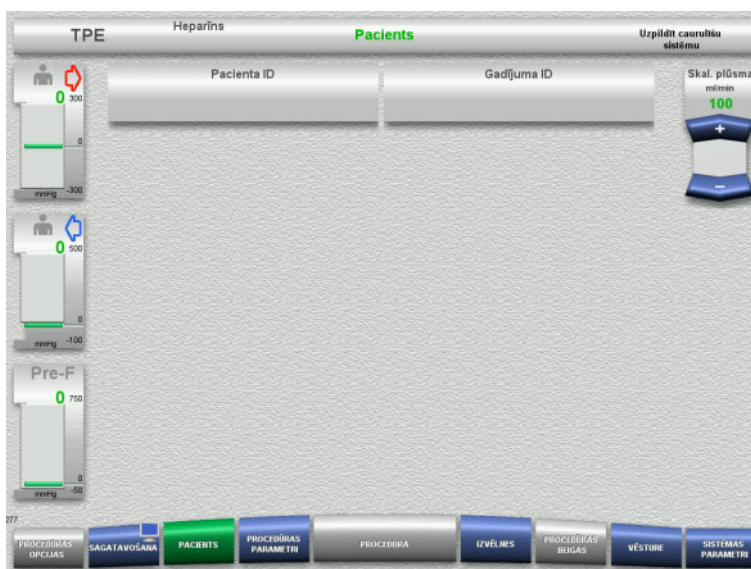 TPE
Heparīns
Pacients
Uzpildīt caurulīšu
sistēmu
Pacienta ID
Gadījuma ID
Skal. plūsma
ml/min
100
+
–
0 300
0
mmHg -300
0 500
0
mmHg -100
Pre-F
0 750
0
mmHg -50
277
PROCEDŪRAS
OPCIJAS
SAGATAVOŠANA
PACIENTS
PROCEDŪRAS
PARAMETRI
PROCEDŪRA
IZVĒLNES
PROCEDŪRAS
BEIGAS
VĒSTURE
SISTĒMAS
PARAMETRI